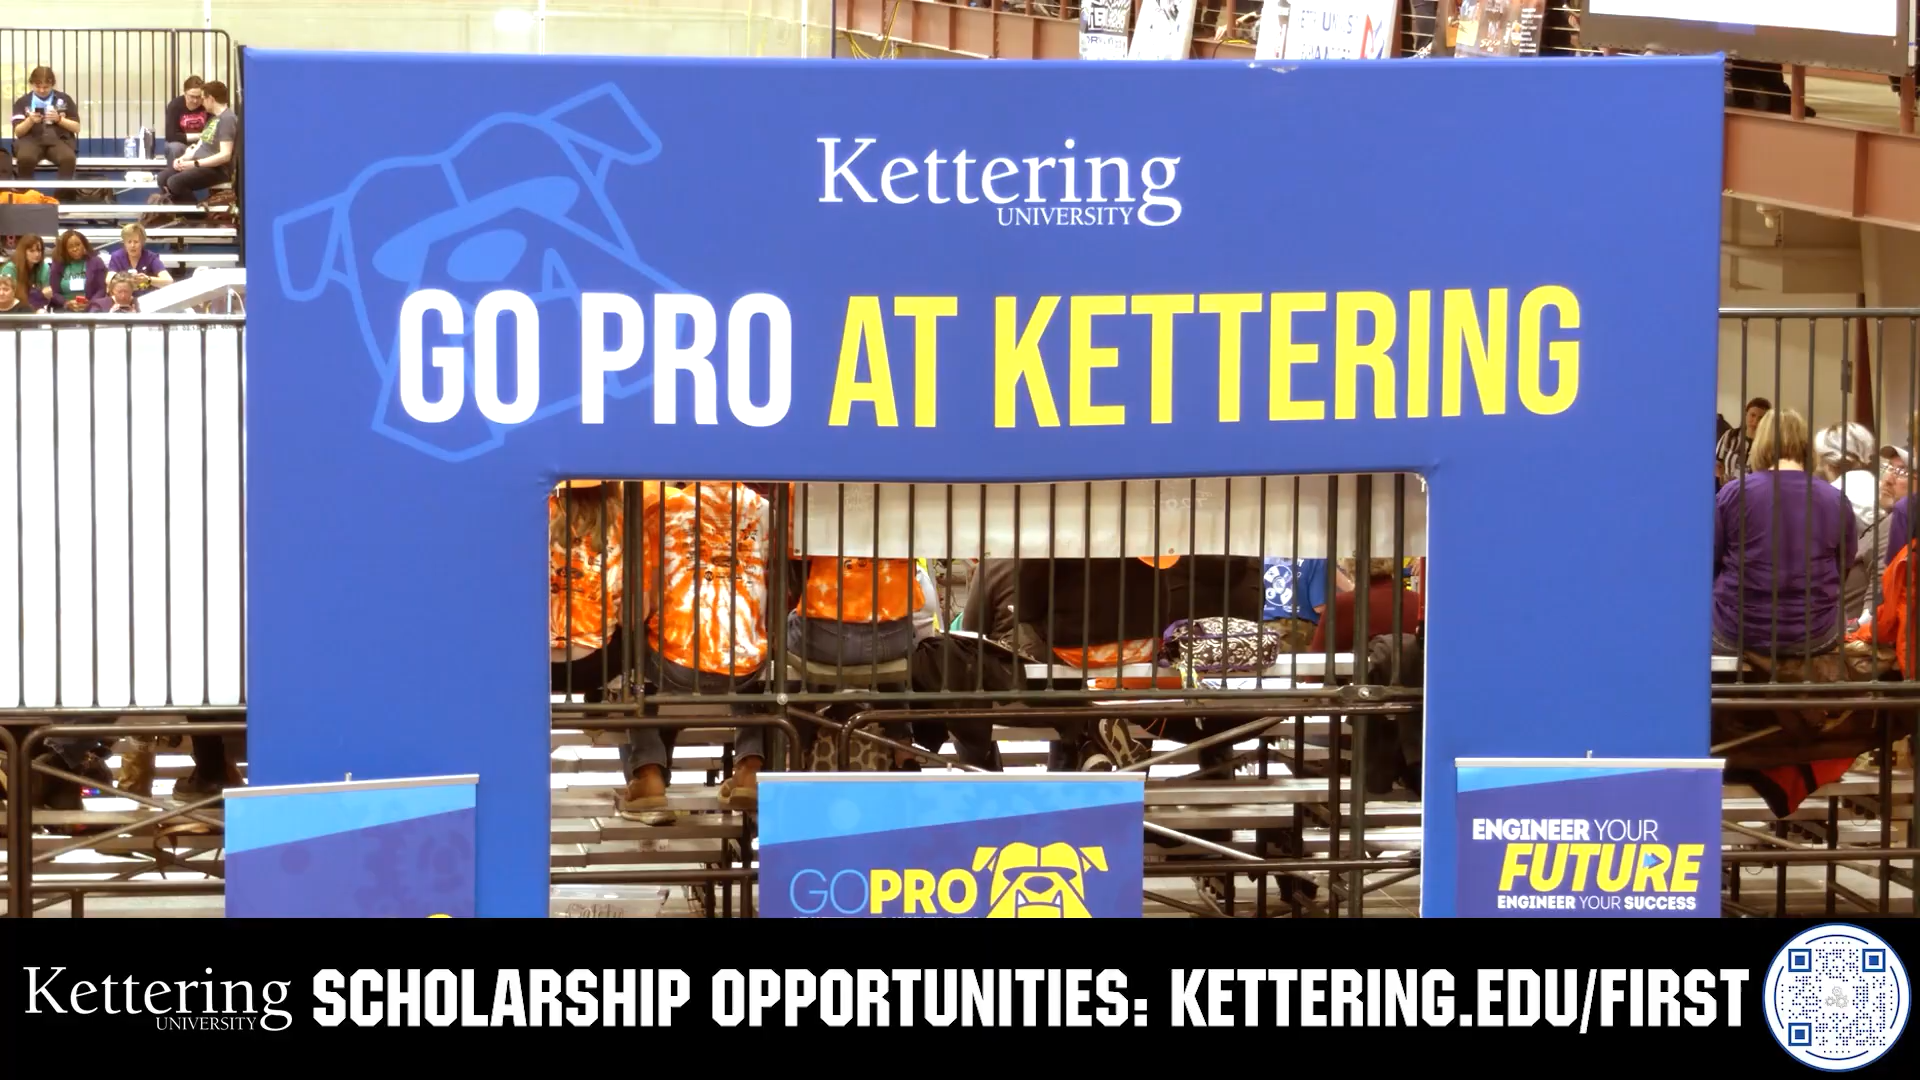 Kettering
UNIVERSITY
GO PRO AT KETTERING
GOPRO
ENGINEER YOUR
FUTURE
ENGINEER YOUR SUCCESS
Kettering
UNIVERSITY
SCHOLARSHIP OPPORTUNITIES: KETTERING.EDU/FIRST